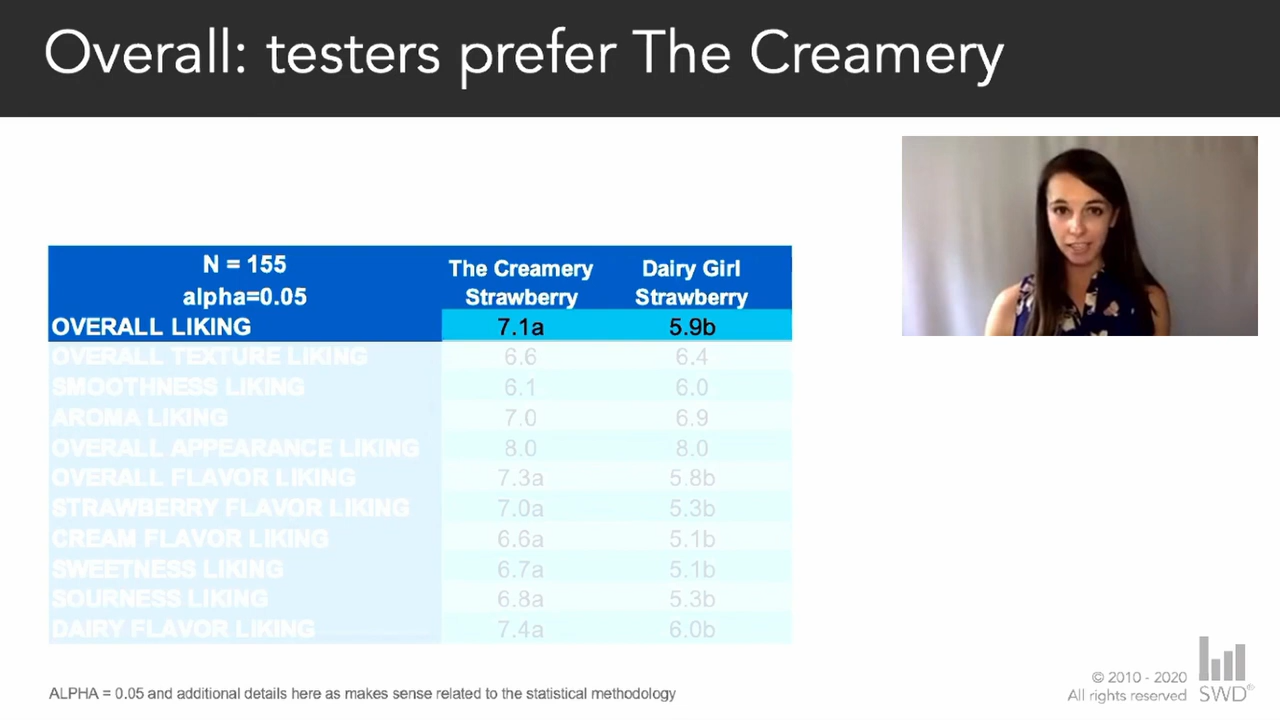 Overall: testers prefer The Creamery
N = 155
alpha=0.05
The Creamery Strawberry
Dairy Girl Strawberry
OVERALL LIKING 7.1a 5.9b
OVERALL TEXTURE LIKING 6.6 6.4
SMOOTHNESS LIKING 6.1 6.0
AROMA LIKING 7.0 6.9
OVERALL APPEARANCE LIKING 8.0 8.0
OVERALL FLAVOR LIKING 7.3a 5.8b
STRAWBERRY FLAVOR LIKING 7.0a 5.3b
CREAM FLAVOR LIKING 6.6a 5.1b
SWEETNESS LIKING 6.7a 5.1b
SOURNESS LIKING 6.8a 5.3b
DAIRY FLAVOR LIKING 7.4a 6.0b
ALPHA = 0.05 and additional details here as makes sense related to the statistical methodology
© 2010 - 2020
All rights reserved
SWD®